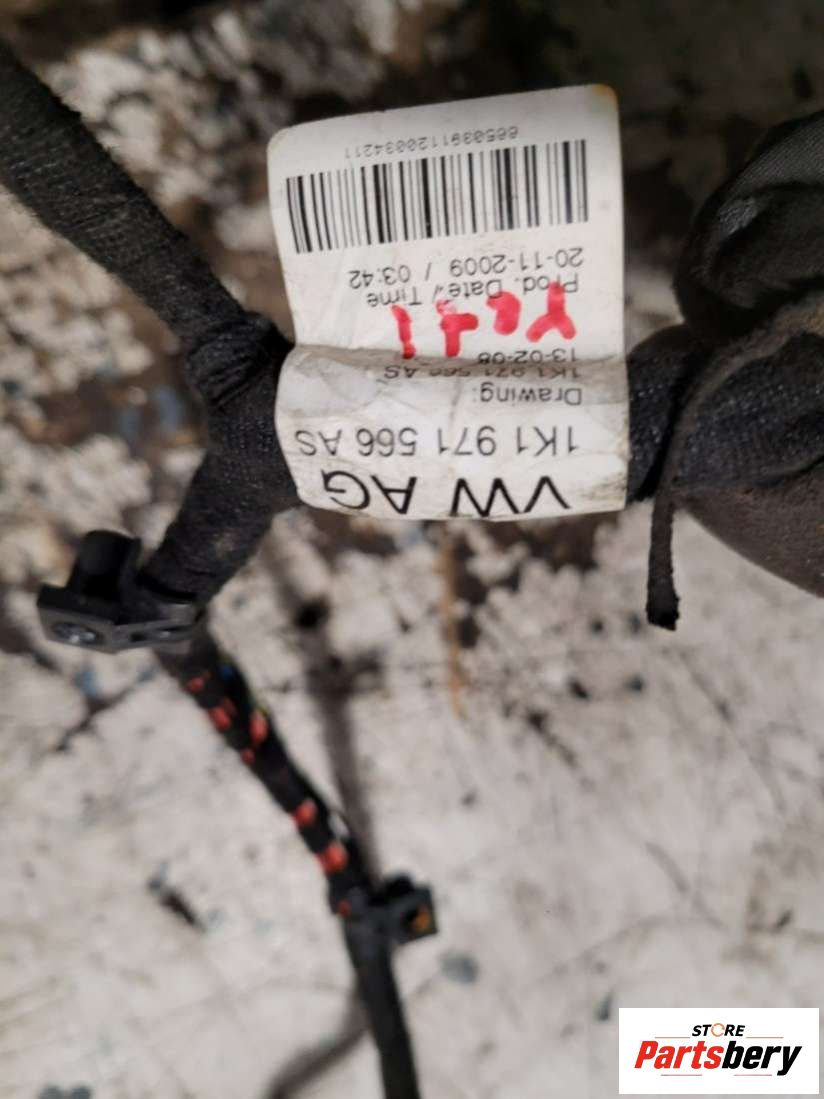 VW AG
1K1 971 566 AS
Drawing:
1K1 971 566 AS
13-02-08
Prod. Date / Time
20-11-2009 / 03:42
STORE
Partsbery